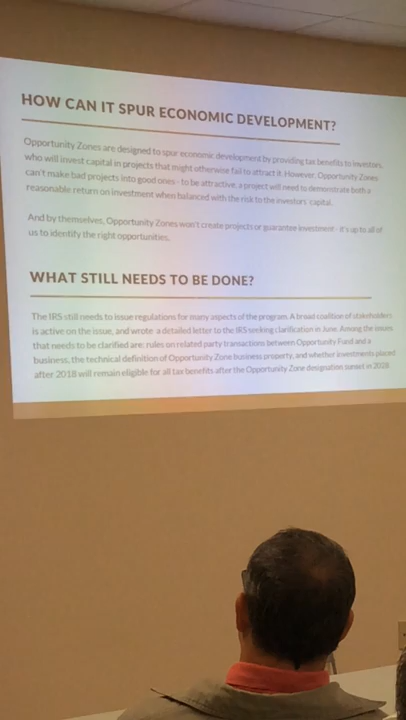 HOW CAN IT SPUR ECONOMIC DEVELOPMENT?
Opportunity Zones are designed to spur economic development by providing tax benefits to investors,
who will invest capital in projects that might otherwise fail to attract it. However, Opportunity Zones
can't make bad projects into good ones - to be attractive, a project will need to demonstrate both a
reasonable return on investment when balanced with the risk to the investors' capital.
And by themselves, Opportunity Zones won't create projects or guarantee investment - it's up to all of
us to identify the right opportunities.
WHAT STILL NEEDS TO BE DONE?
The IRS still needs to issue regulations for many aspects of the program. A broad coalition of stakeholders
is active on the issue, and wrote a detailed letter to the IRS seeking clarification in June. Among the issues
that needs to be clarified are: rules on related party transactions between Opportunity Fund and a
business, the technical definition of Opportunity Zone business property, and whether investments placed
after 2018 will remain eligible for all tax benefits after the Opportunity Zone designation sunset in 2028.